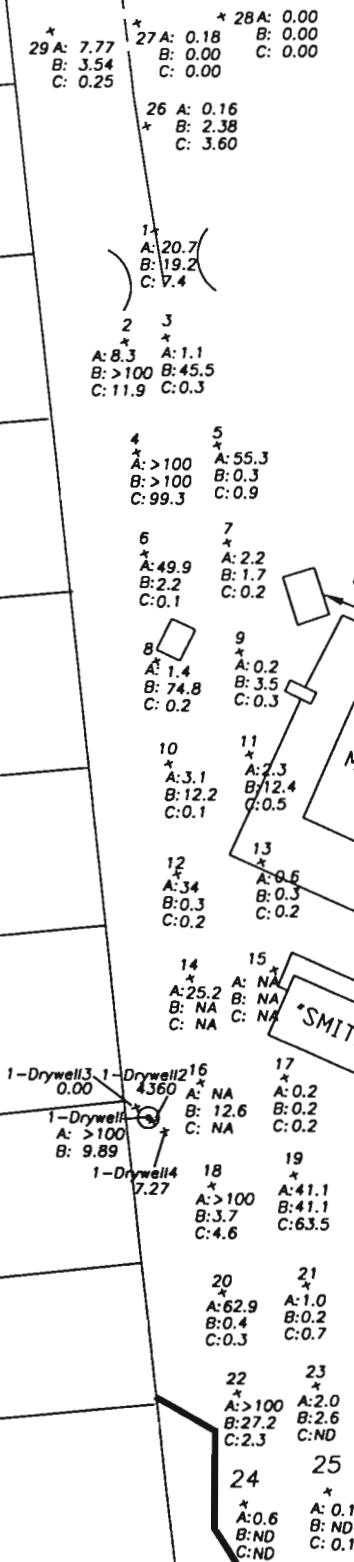 28 A: 0.00
B: 0.00
C: 0.00
27 A: 0.18
B: 0.00
C: 0.00
29 A: 7.77
B: 3.54
C: 0.25
26 A: 0.16
B: 2.38
C: 3.60
1
A: 20.7
B: 19.2
C: 7.4
2
A: 8.3
B: >100
C: 11.9
3
A: 1.1
B: 45.5
C: 0.3
4
A: >100
B: >100
C: 99.3
5
A: 55.3
B: 0.3
C: 0.9
6
A: 49.9
B: 2.2
C: 0.1
7
A: 2.2
B: 1.7
C: 0.2
8
A: 1.4
B: 74.8
C: 0.2
9
A: 0.2
B: 3.5
C: 0.3
10
A: 3.1
B: 12.2
C: 0.1
11
A: 2.3
B: 12.4
C: 0.5
12
A: 34
B: 0.3
C: 0.2
13
A: 0.6
B: 0.3
C: 0.2
14
A: 25.2
B: NA
C: NA
15
A: NA
B: NA
C: NA
"SMIT
1-Drywell3
0.00
1-Drywell2
4360
1-Drywell
A: >100
B: 9.89
1-Drywell4
7.27
16
A: NA
B: 12.6
C: NA
17
A: 0.2
B: 0.2
C: 0.2
18
A: >100
B: 3.7
C: 4.6
19
A: 41.1
B: 41.1
C: 63.5
20
A: 62.9
B: 0.4
C: 0.3
21
A: 1.0
B: 0.2
C: 0.7
22
A: >100
B: 27.2
C: 2.3
23
A: 2.0
B: 2.6
C: ND
24
A: 0.6
B: ND
C: ND
25
A: 0.1
B: ND
C: 0.1